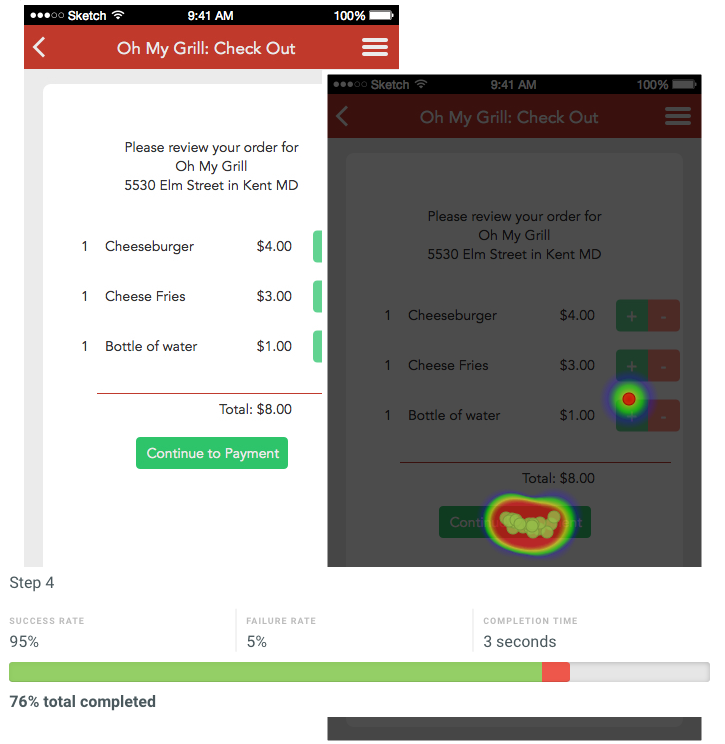 Sketch 9:41 AM 100%
Oh My Grill: Check Out
Please review your order for
Oh My Grill
5530 Elm Street in Kent MD
1 Cheeseburger $4.00
1 Cheese Fries $3.00
1 Bottle of water $1.00
Total: $8.00
Continue to Payment
Sketch 9:41 AM 100%
Oh My Grill: Check Out
Please review your order for
Oh My Grill
5530 Elm Street in Kent MD
1 Cheeseburger $4.00 + -
1 Cheese Fries $3.00 + -
1 Bottle of water $1.00 + -
Total: $8.00
Step 4
SUCCESS RATE FAILURE RATE COMPLETION TIME
95% 5% 3 seconds
76% total completed